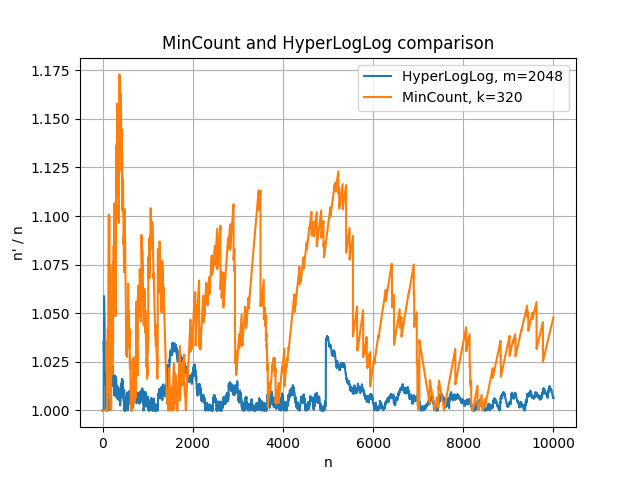 MinCount and HyperLogLog comparison
HyperLogLog, m=2048
MinCount, k=320
n' / n
1.175
1.150
1.125
1.100
1.075
1.050
1.025
1.000
0 2000 4000 6000 8000 10000
n